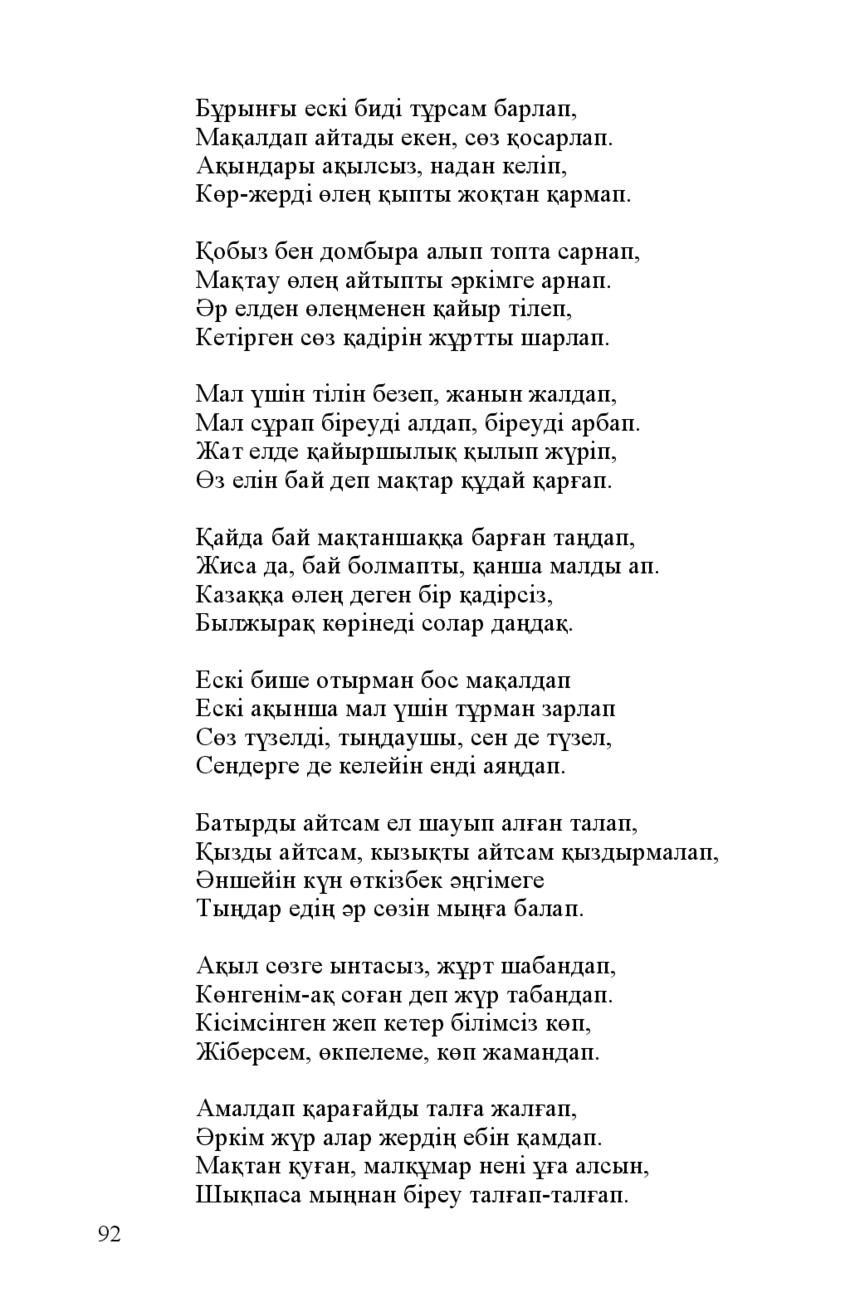 Бұрынғы ескі биді тұрсам барлап,
Мақалдап айтады екен, сөз қосарлап.
Ақындары ақылсыз, надан келіп,
Көр-жерді өлең қыпты жоқтан қармап.

Қобыз бен домбыра алып топта сарнап,
Мақтау өлең айтыпты әркімге арнап.
Әр елден өлеңменен қайыр тілеп,
Кетірген сөз қадірін жұртты шарлап.

Мал үшін тілін безеп, жанын жалдап,
Мал сұрап біреуді алдап, біреуді арбап.
Жат елде қайыршылық қылып жүріп,
Өз елін бай деп мақтар құдай қарғап.

Қайда бай мақтаншаққа барған таңдап,
Жиса да, бай болмапты, қанша малды ап.
Казаққа өлең деген бір қадірсіз,
Былжырақ көрінеді солар даңдақ.

Ескі бише отырман бос мақалдап
Ескі ақынша мал үшін тұрман зарлап
Сөз түзелді, тыңдаушы, сен де түзел,
Сендерге де келейін енді аяңдап.

Батырды айтсам ел шауып алған талап,
Қызды айтсам, кызықты айтсам қыздырмалап,
Әншейін күн өткізбек әңгімеге
Тыңдар едің әр сөзін мыңға балап.

Ақыл сөзге ынтасыз, жұрт шабандап,
Көнгенім-ақ соған деп жүр табандап.
Кісімсінген жеп кетер білімсіз көп,
Жіберсем, өкпелеме, көп жамандап.

Амалдап қарағайды талға жалғап,
Әркім жүр алар жердің ебін қамдап.
Мақтан қуған, малқұмар нені ұға алсын,
Шықпаса мыңнан біреу талғап-талғап.
92